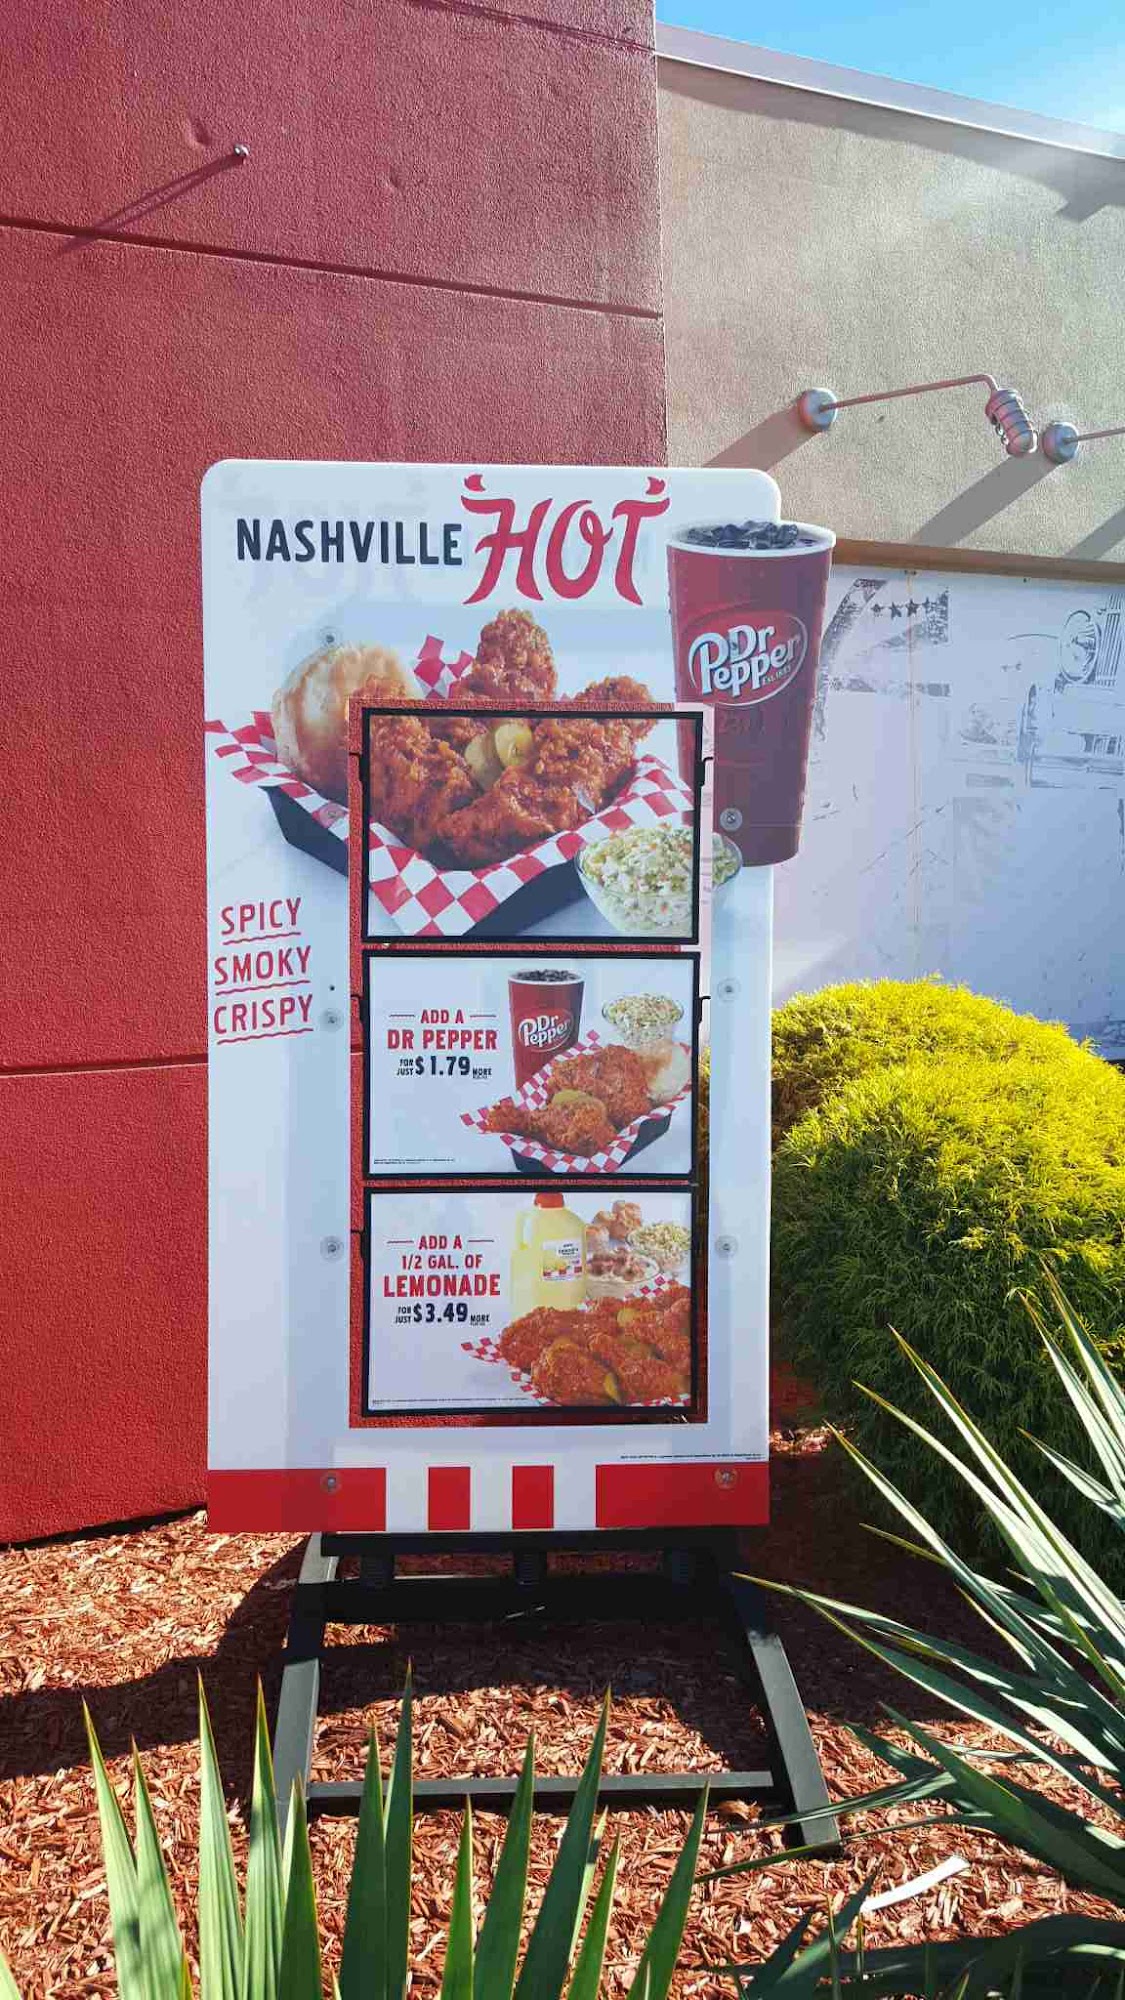 NASHVILLE HOT
Dr
Pepper
SPICY
SMOKY
CRISPY
ADD A
DR PEPPER
FOR JUST $1.79 MORE
Dr
Pepper
ADD A
1/2 GAL. OF
LEMONADE
FOR JUST $3.49 MORE